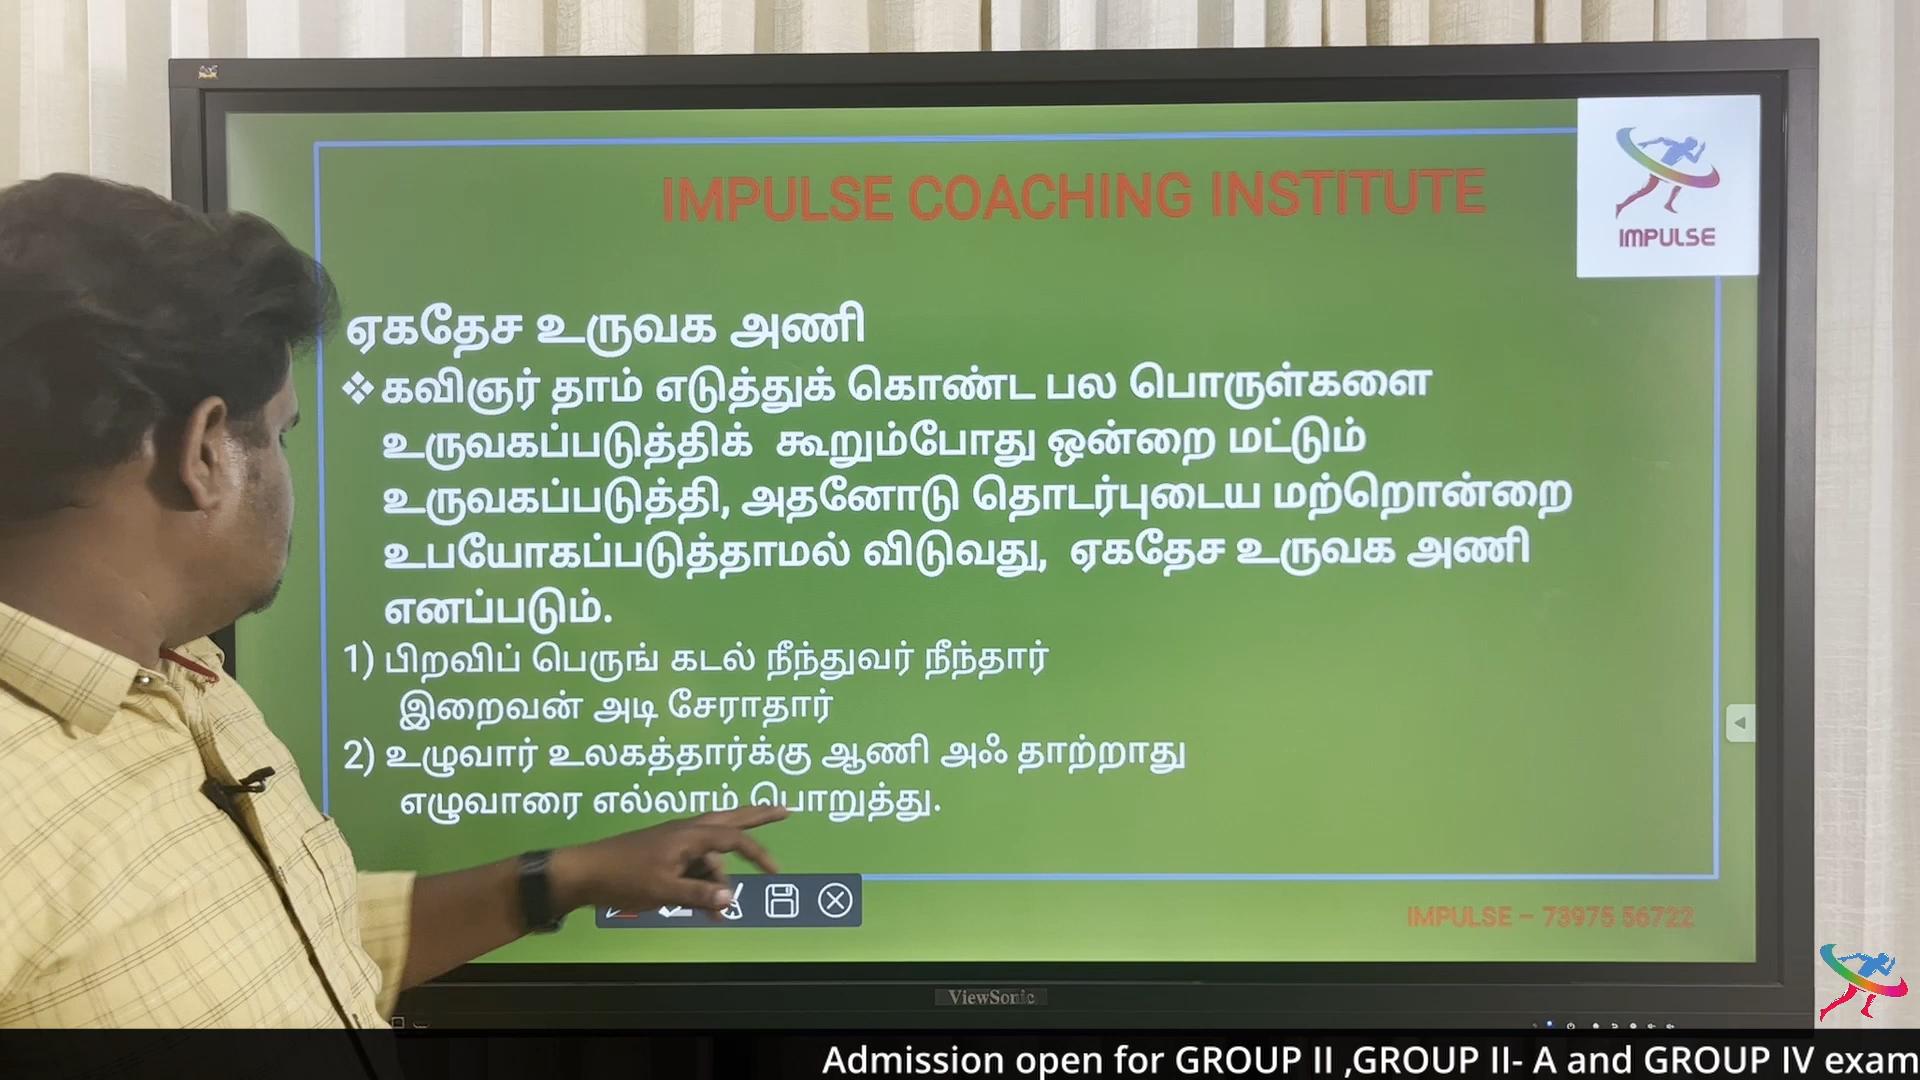 IMPULSE COACHING INSTITUTE
IMPULSE
ஏகதேச உருவக அணி
❖கவிஞர் தாம் எடுத்துக் கொண்ட பல பொருள்களை
உருவகப்படுத்திக் கூறும்போது ஒன்றை மட்டும்
உருவகப்படுத்தி, அதனோடு தொடர்புடைய மற்றொன்றை
உபயோகப்படுத்தாமல் விடுவது, ஏகதேச உருவக அணி
எனப்படும்.
1) பிறவிப் பெருங் கடல் நீந்துவர் நீந்தார்
இறைவன் அடி சேராதார்
2) உழுவார் உலகத்தார்க்கு ஆணி அஃ தாற்றாது
எழுவாரை எல்லாம் பொறுத்து.
IMPULSE – 73975 56722
ViewSonic
Admission open for GROUP II ,GROUP II- A and GROUP IV exam